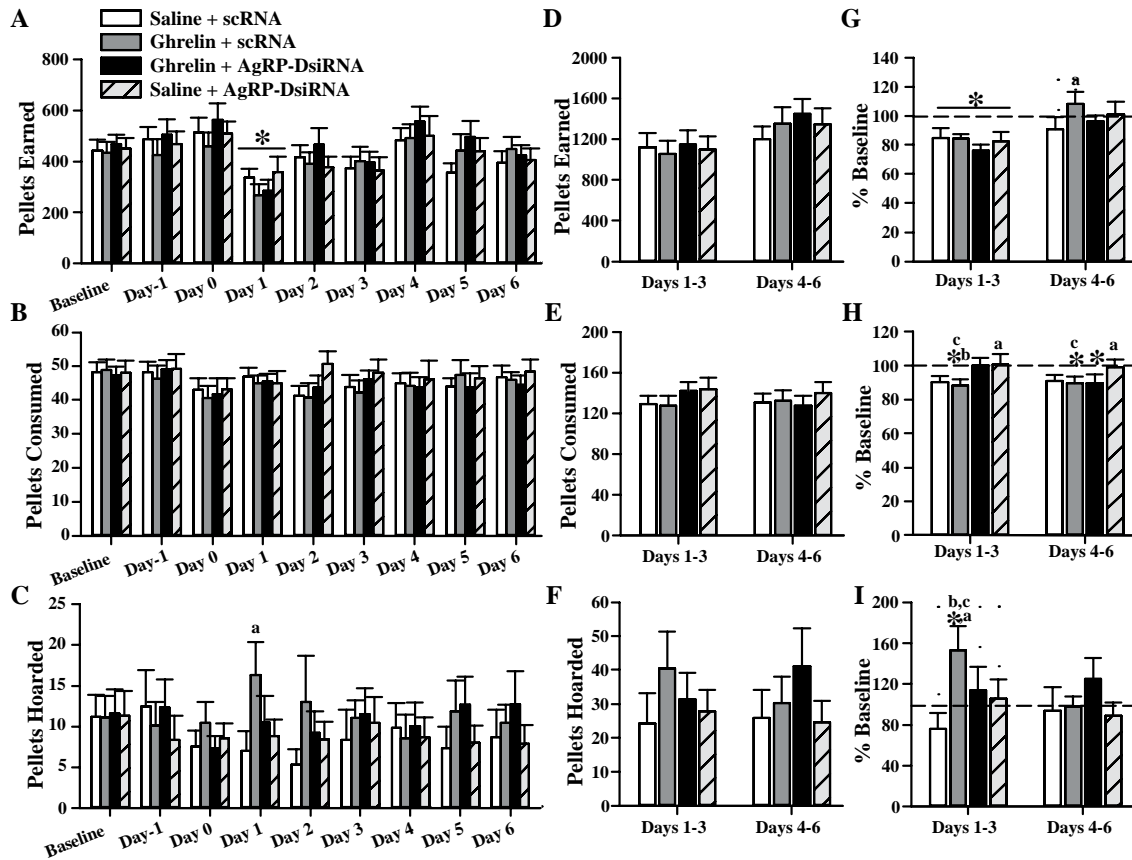 A
Saline + scRNA
Ghrelin + scRNA
Ghrelin + AgRP-DsiRNA
Saline + AgRP-DsiRNA
Pellets Earned
800
600
400
200
0
*
Baseline Day-1 Day 0 Day 1 Day 2 Day 3 Day 4 Day 5 Day 6
D
Pellets Earned
2000
1600
1200
800
400
0
Days 1-3 Days 4-6
G
% Baseline
140
120
100
80
60
40
20
0
* a
Days 1-3 Days 4-6
B
Pellets Consumed
60
50
40
30
20
10
0
Baseline Day-1 Day 0 Day 1 Day 2 Day 3 Day 4 Day 5 Day 6
E
Pellets Consumed
200
160
120
80
40
0
Days 1-3 Days 4-6
H
% Baseline
120
100
80
60
40
20
0
c c
*b a * * a
Days 1-3 Days 4-6
C
Pellets Hoarded
25
20
15
10
5
0
a
Baseline Day-1 Day 0 Day 1 Day 2 Day 3 Day 4 Day 5 Day 6
F
Pellets Hoarded
60
50
40
30
20
10
0
Days 1-3 Days 4-6
I
% Baseline
200
160
120
80
40
0
b,c
*a
Days 1-3 Days 4-6